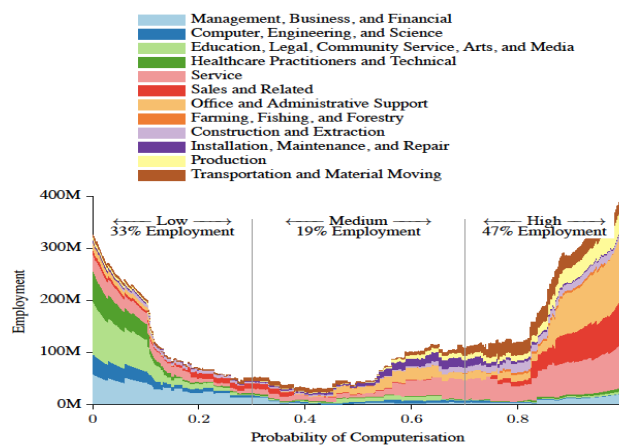 Management, Business, and Financial
Computer, Engineering, and Science
Education, Legal, Community Service, Arts, and Media
Healthcare Practitioners and Technical
Service
Sales and Related
Office and Administrative Support
Farming, Fishing, and Forestry
Construction and Extraction
Installation, Maintenance, and Repair
Production
Transportation and Material Moving
400M
300M
200M
100M
0M
Employment
← Low →
33% Employment
← Medium →
19% Employment
← High →
47% Employment
0
0.2
0.4
0.6
0.8
Probability of Computerisation